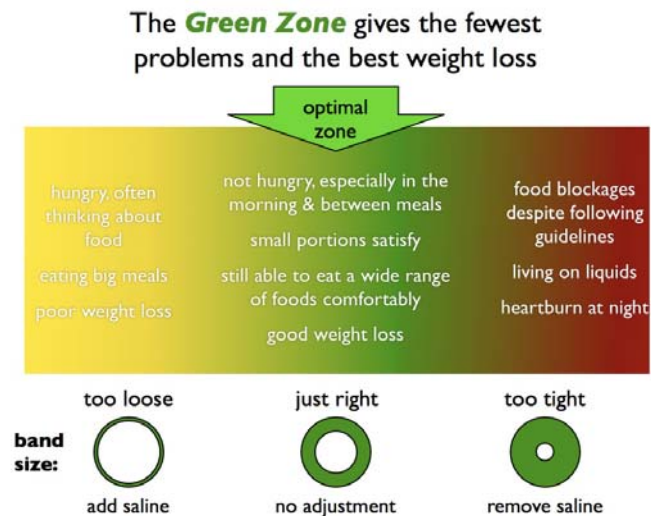 The Green Zone gives the fewest
problems and the best weight loss
optimal
zone
hungry, often
thinking about
food
eating big meals
poor weight loss
not hungry, especially in the
morning & between meals
small portions satisfy
still able to eat a wide range
of foods comfortably
good weight loss
food blockages
despite following
guidelines
living on liquids
heartburn at night
too loose
just right
too tight
band
size:
add saline
no adjustment
remove saline